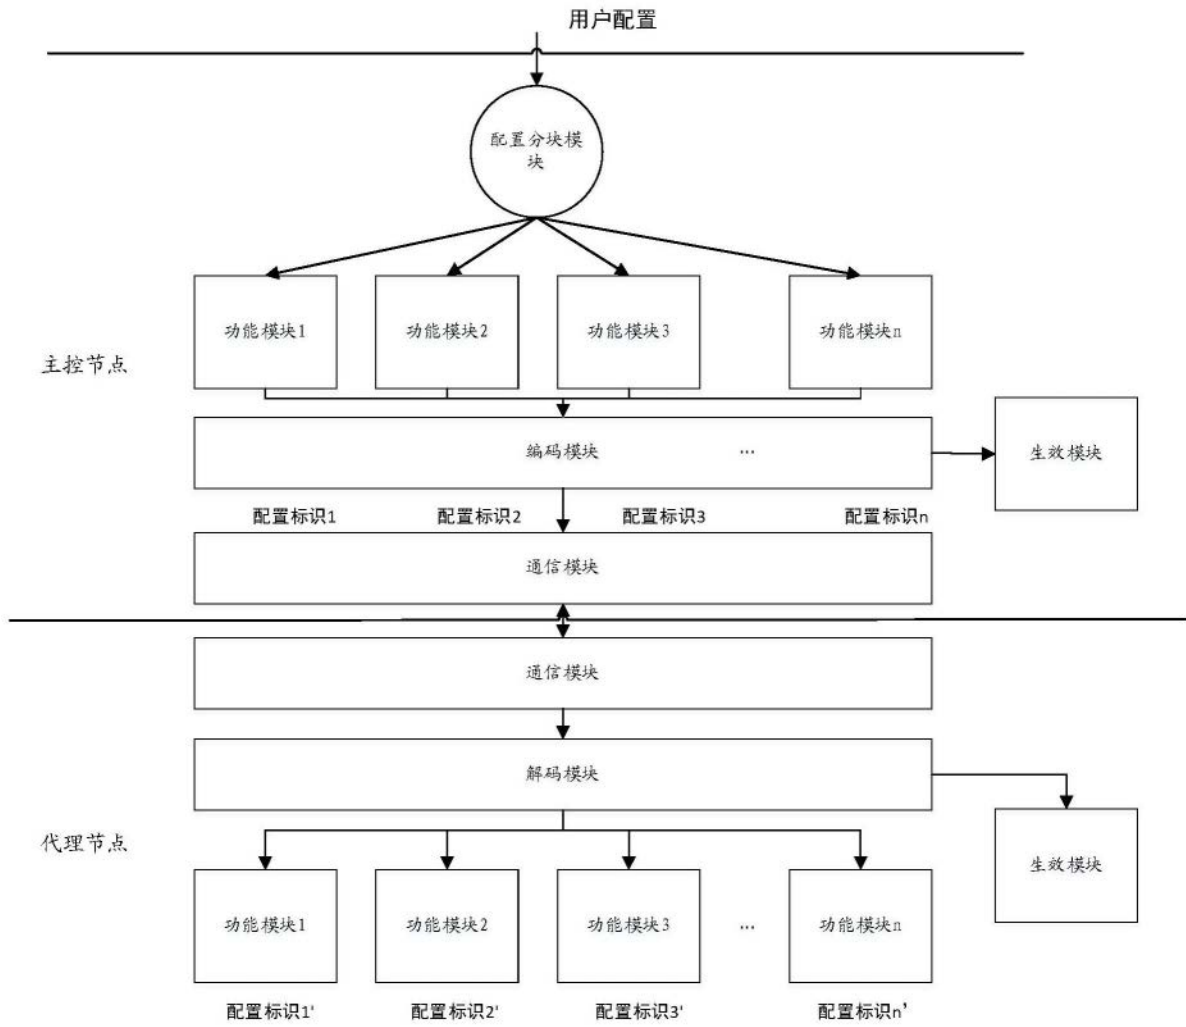 用户配置
配置分块模
块
功能模块1
功能模块2
功能模块3
功能模块n
主控节点
编码模块
...
生效模块
配置标识1
配置标识2
配置标识3
配置标识n
通信模块
通信模块
解码模块
代理节点
生效模块
功能模块1
功能模块2
功能模块3
...
功能模块n
配置标识1'
配置标识2'
配置标识3'
配置标识n’